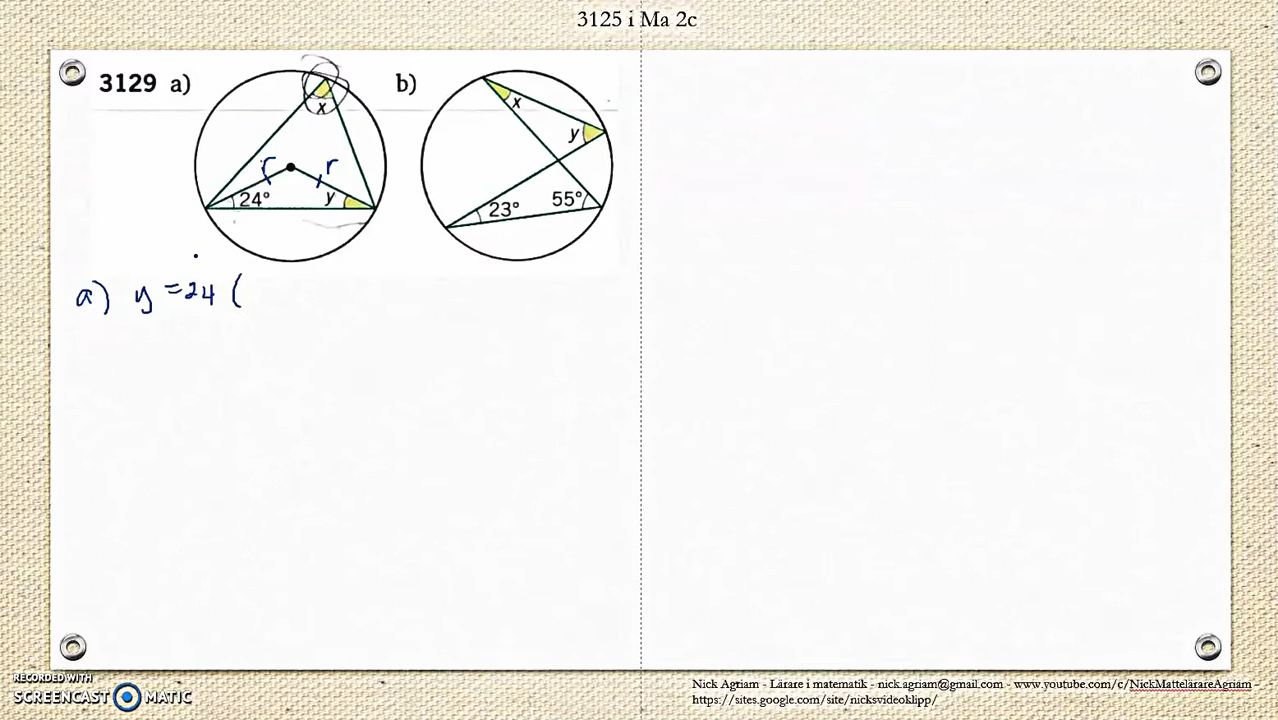 3125 i Ma 2c
3129 a)
x
r
r
24°
y
b)
x
y
23°
55°
a) y = 24 (
RECORDED WITH
SCREENCAST MATIC
Nick Agriam - Lärare i matematik - nick.agriam@gmail.com - www.youtube.com/c/NickMattelärareAgriam
https://sites.google.com/site/nicksvideoklipp/